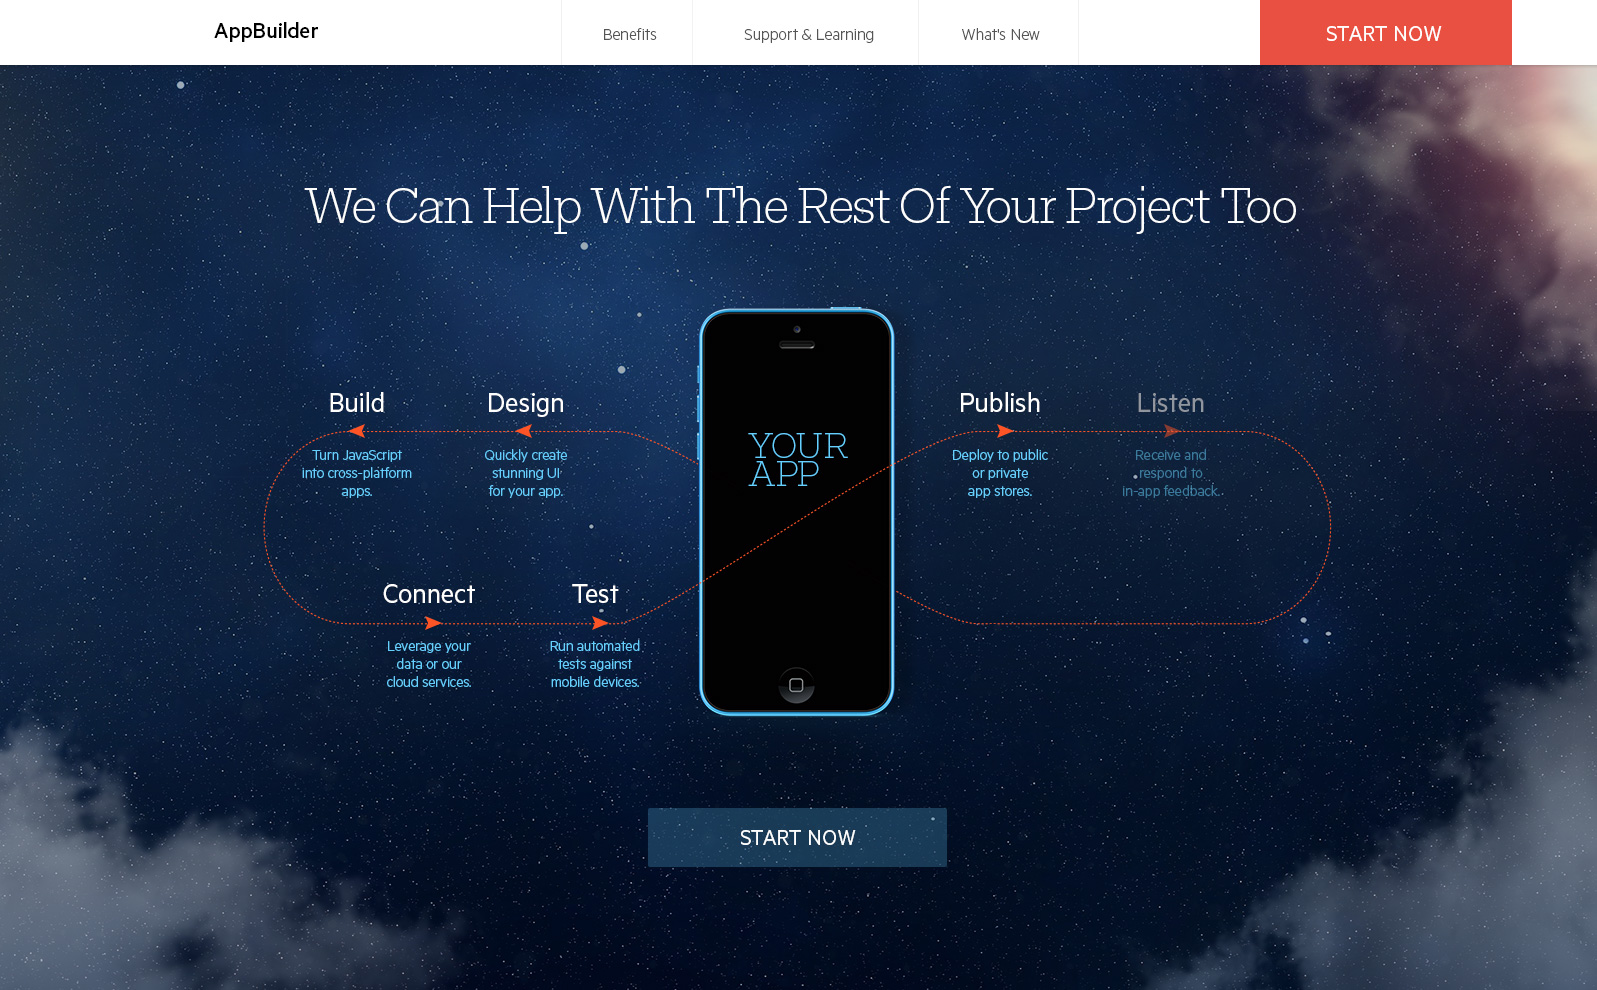 AppBuilder
Benefits
Support & Learning
What's New
START NOW
We Can Help With The Rest Of Your Project Too
Build
Turn JavaScript
into cross-platform
apps.
Design
Quickly create
stunning UI
for your app.
YOUR
APP
Publish
Deploy to public
or private
app stores.
Listen
Receive and
respond to
in-app feedback.
Connect
Leverage your
data or our
cloud services.
Test
Run automated
tests against
mobile devices.
START NOW